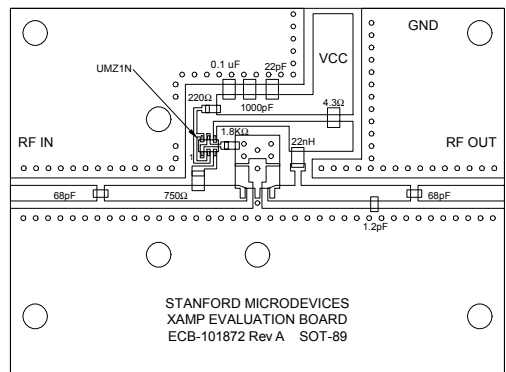 GND
0.1 uF
22pF
VCC
UMZ1N
220Ω
1000pF
4.3Ω
RF IN
1.8KΩ
22nH
RF OUT
1
68pF
750Ω
68pF
1.2pF
STANFORD MICRODEVICES
XAMP EVALUATION BOARD
ECB-101872 Rev A SOT-89